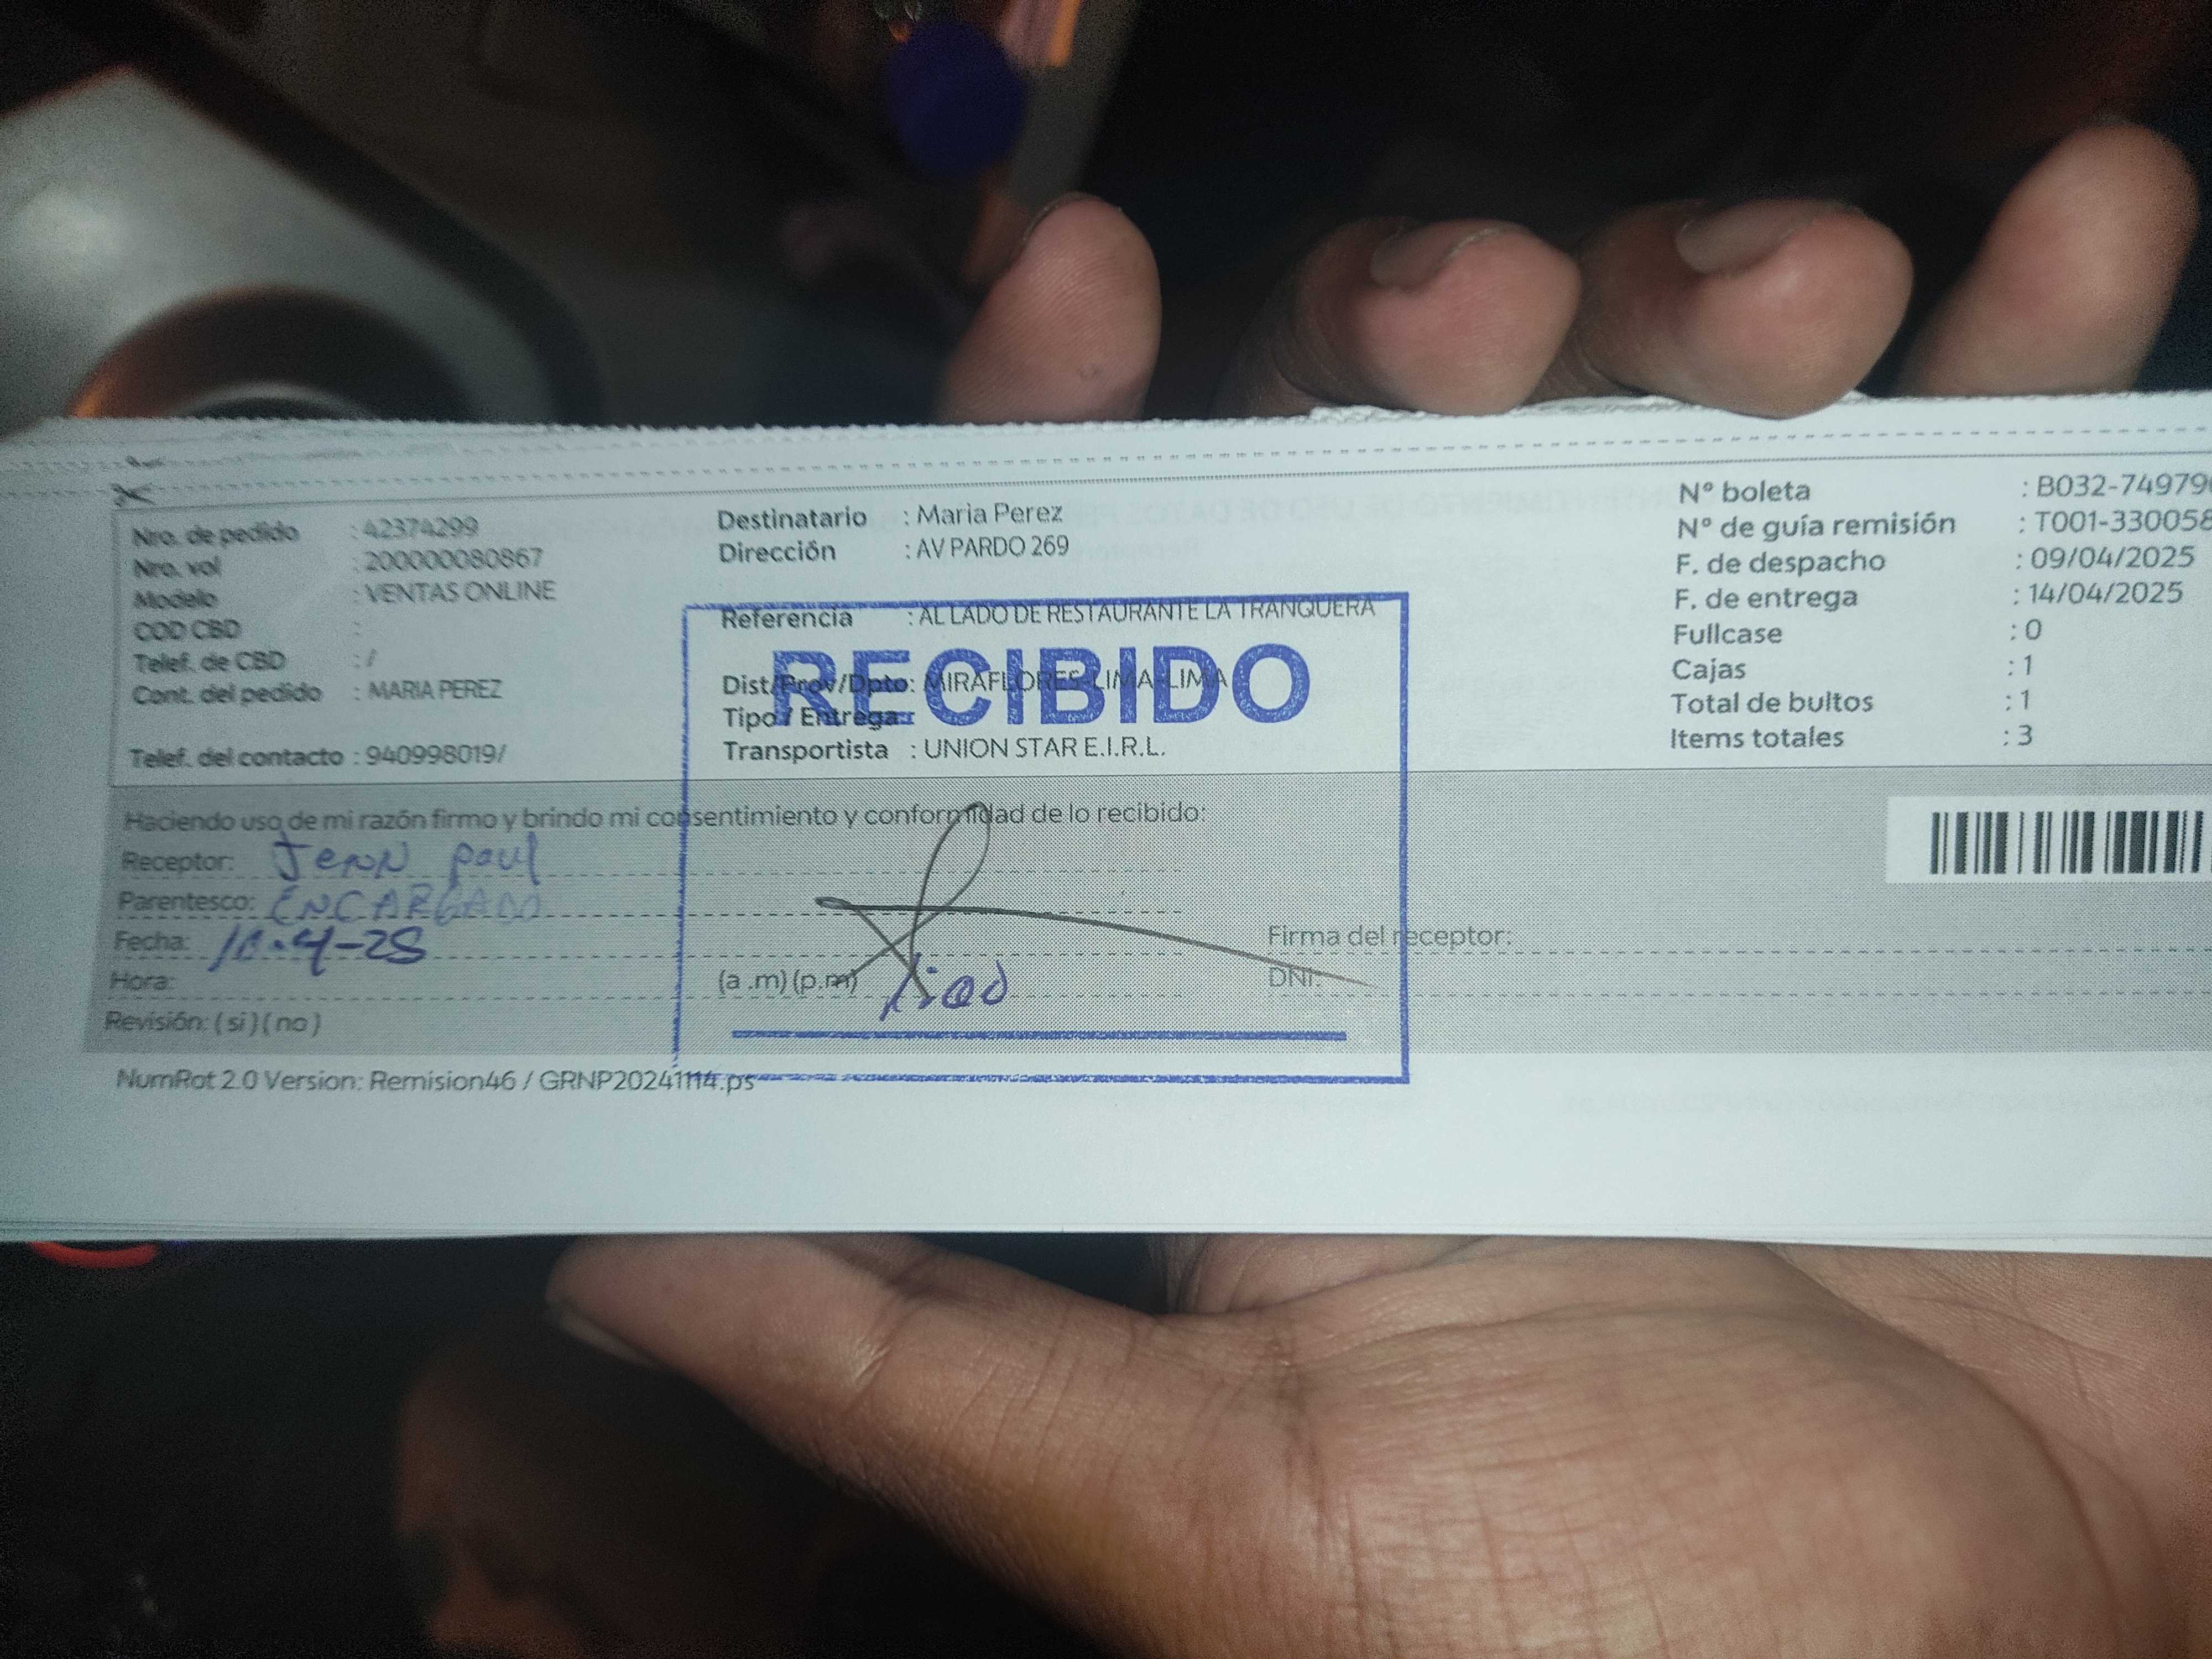 Nro. de pedido : 42374299
Nro. vol : 200000080867
Modelo : VENTAS ONLINE
COD CBD :
Telef. de CBD : /
Cont. del pedido : MARIA PEREZ
Telef. del contacto : 940998019/
Destinatario : Maria Perez
Dirección : AV PARDO 269
Referencia : AL LADO DE RESTAURANTE LA TRANQUERA
Dist/Prov/Dpto: MIRAFLORES-LIMA-LIMA
Tipo / Entrega:
Transportista : UNION STAR E.I.R.L.
RECIBIDO
Nº boleta : B032-74979
Nº de guía remisión : T001-330058
F. de despacho : 09/04/2025
F. de entrega : 14/04/2025
Fullcase : 0
Cajas : 1
Total de bultos : 1
Items totales : 3
Haciendo uso de mi razón firmo y brindo mi consentimiento y conformidad de lo recibido:
Receptor: Jenn Paul
Parentesco: ENCARGADO
Fecha:
Hora: (a .m) (p.m)
Firma del receptor:
DNI:
Revisión: ( si ) ( no )
NumRot 2.0 Version: Remision46 / GRNP20241114.ps